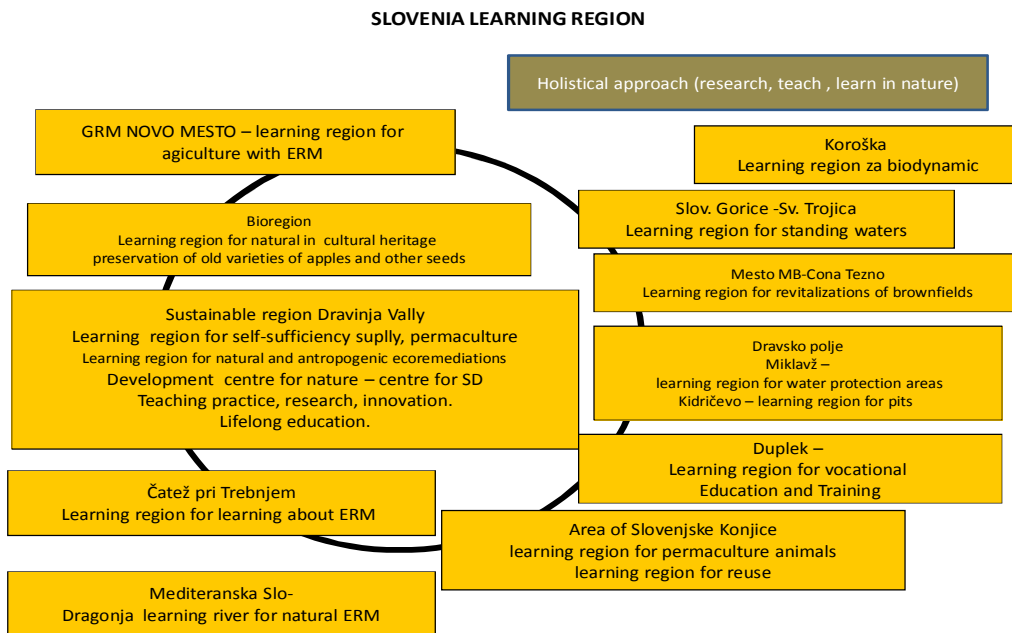 SLOVENIA LEARNING REGION
Holistical approach (research, teach , learn in nature)
GRM NOVO MESTO – learning region for
agiculture with ERM
Koroška
Learning region za biodynamic
Slov. Gorice -Sv. Trojica
Learning region for standing waters
Bioregion
Learning region for natural in cultural heritage
preservation of old varieties of apples and other seeds
Mesto MB-Cona Tezno
Learning region for revitalizations of brownfields
Sustainable region Dravinja Vally
Learning region for self-sufficiency suplly, permaculture
Learning region for natural and antropogenic ecoremediations
Development centre for nature – centre for SD
Teaching practice, research, innovation.
Lifelong education.
Dravsko polje
Miklavž –
learning region for water protection areas
Kidričevo – learning region for pits
Duplek –
Learning region for vocational
Education and Training
Čatež pri Trebnjem
Learning region for learning about ERM
Area of Slovenjske Konjice
learning region for permaculture animals
learning region for reuse
Mediteranska Slo-
Dragonja learning river for natural ERM